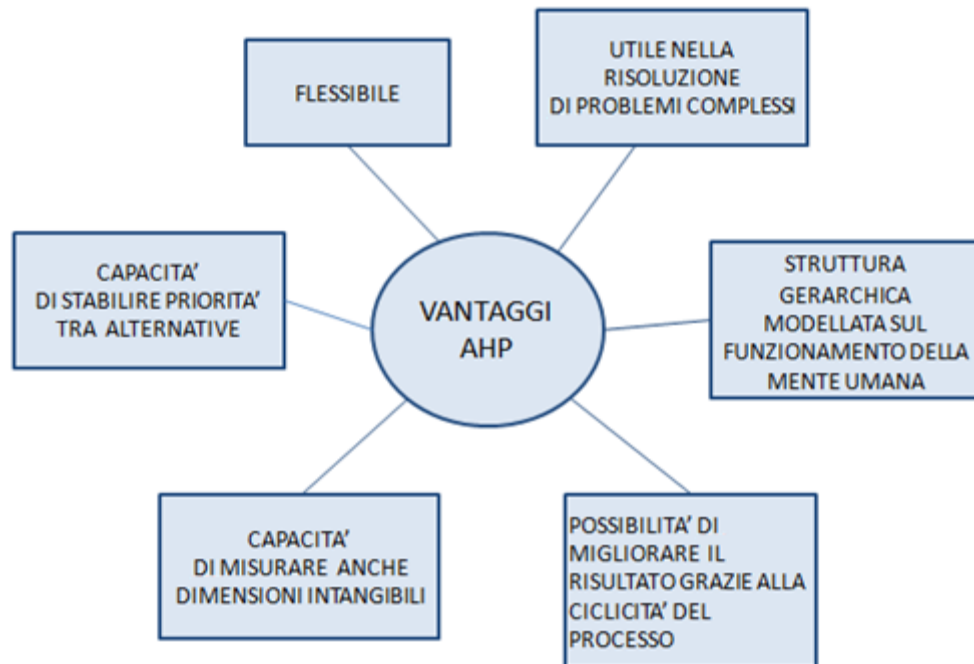 FLESSIBILE
UTILE NELLA
RISOLUZIONE
DI PROBLEMI COMPLESSI
CAPACITA'
DI STABILIRE PRIORITA'
TRA ALTERNATIVE
VANTAGGI
AHP
STRUTTURA
GERARCHICA
MODELLATA SUL
FUNZIONAMENTO DELLA
MENTE UMANA
CAPACITA'
DI MISURARE ANCHE
DIMENSIONI INTANGIBILI
POSSIBILITA' DI
MIGLIORARE IL
RISULTATO GRAZIE ALLA
CICLICITA' DEL
PROCESSO